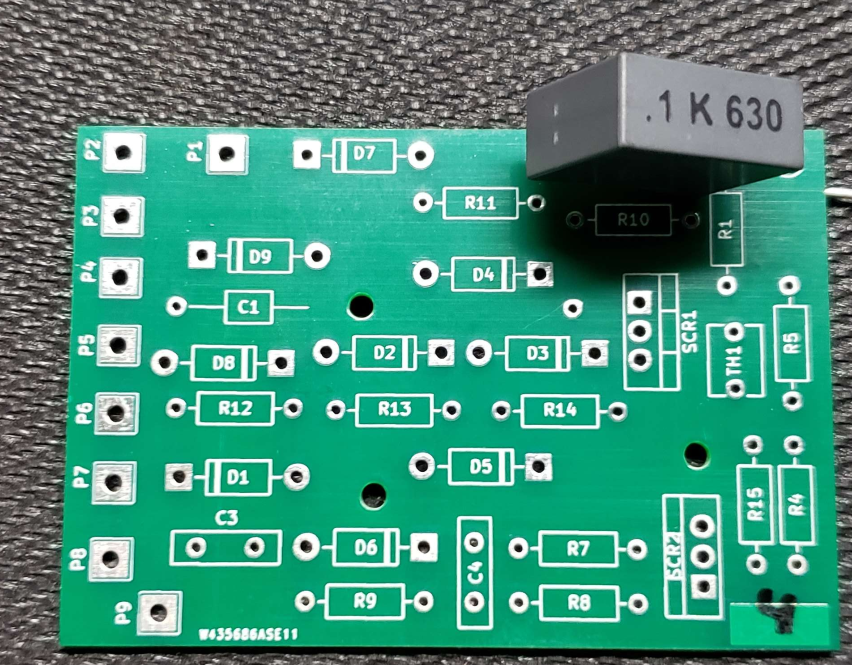 .1 K 630
P2
P1
D7
P3
R11
R10
R1
P4
D9
D4
C1
SCR1
P5
D8
D2
D3
TM1
R5
P6
R12
R13
R14
P7
D1
D5
C3
R15
R4
P8
D6
C4
R7
SCR2
P9
R9
R8
4
W435686ASE11